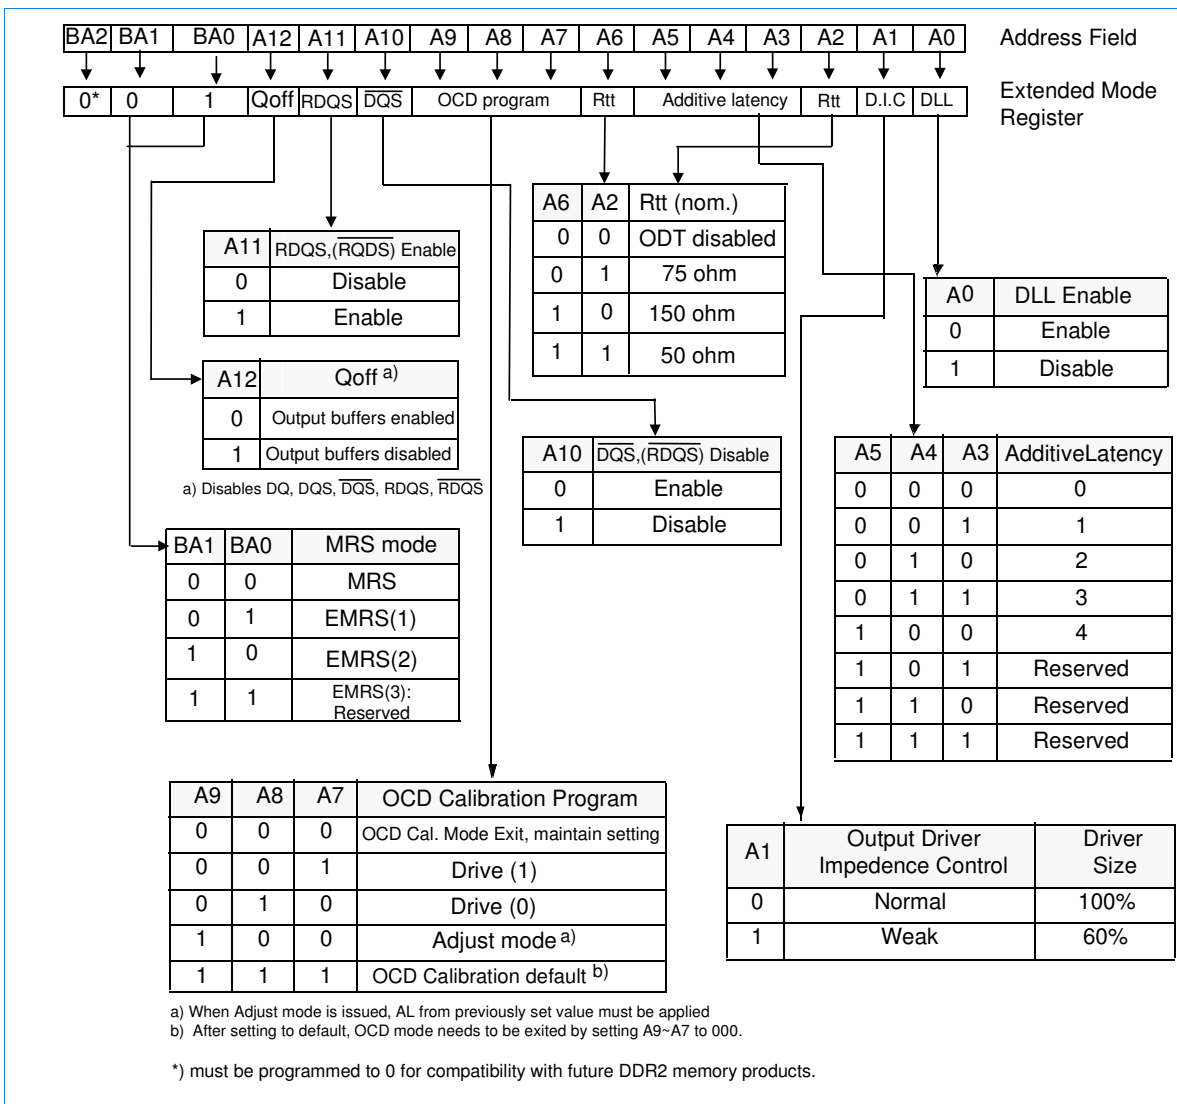 BA2 BA1 BA0 A12 A11 A10 A9 A8 A7 A6 A5 A4 A3 A2 A1 A0 Address Field
0* 0 1 Qoff RDQS D̅Q̅S̅ OCD program Rtt Additive latency Rtt D.I.C DLL Extended Mode Register
A11 RDQS,(R̅Q̅D̅S̅) Enable
0 Disable
1 Enable
A6 A2 Rtt (nom.)
0 0 ODT disabled
0 1 75 ohm
1 0 150 ohm
1 1 50 ohm
A0 DLL Enable
0 Enable
1 Disable
A12 Qoff a)
0 Output buffers enabled
1 Output buffers disabled
a) Disables DQ, DQS, D̅Q̅S̅, RDQS, R̅D̅Q̅S̅
A10 D̅Q̅S̅,(R̅D̅Q̅S̅) Disable
0 Enable
1 Disable
A5 A4 A3 AdditiveLatency
0 0 0 0
0 0 1 1
0 1 0 2
0 1 1 3
1 0 0 4
1 0 1 Reserved
1 1 0 Reserved
1 1 1 Reserved
BA1 BA0 MRS mode
0 0 MRS
0 1 EMRS(1)
1 0 EMRS(2)
1 1 EMRS(3):
Reserved
A9 A8 A7 OCD Calibration Program
0 0 0 OCD Cal. Mode Exit, maintain setting
0 0 1 Drive (1)
0 1 0 Drive (0)
1 0 0 Adjust mode a)
1 1 1 OCD Calibration default b)
A1 Output Driver Impedence Control Driver Size
0 Normal 100%
1 Weak 60%
a) When Adjust mode is issued, AL from previously set value must be applied
b) After setting to default, OCD mode needs to be exited by setting A9~A7 to 000.
*) must be programmed to 0 for compatibility with future DDR2 memory products.